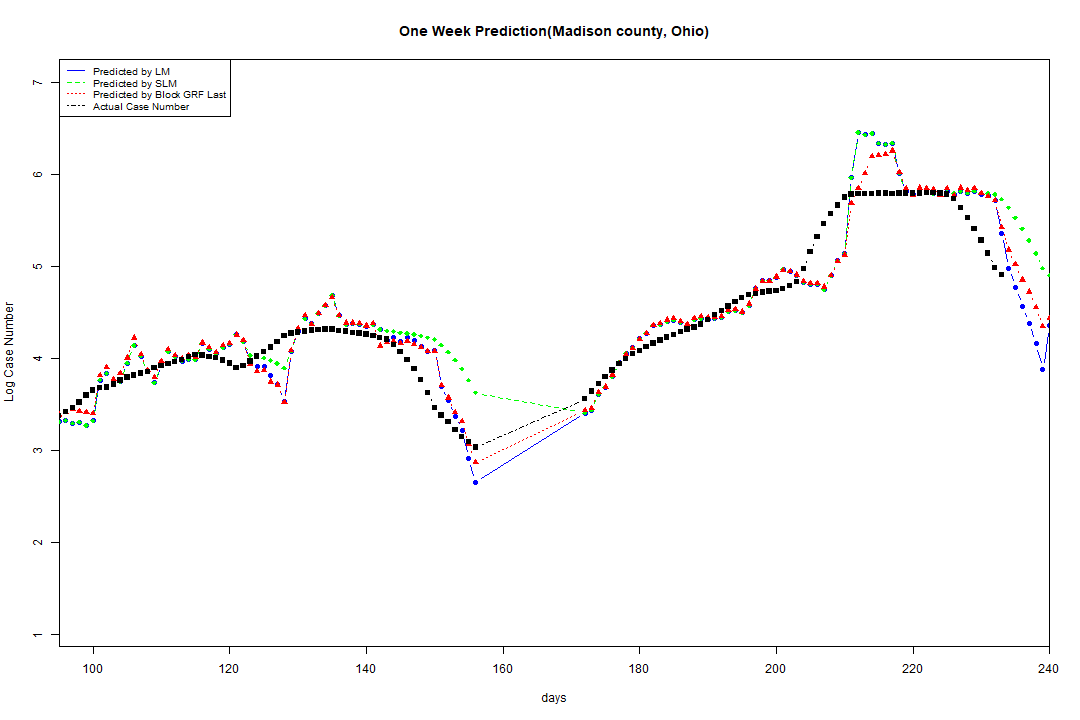 One Week Prediction(Madison county, Ohio)
Predicted by LM
Predicted by SLM
Predicted by Block GRF Last
Actual Case Number
7
6
5
4
3
2
1
Log Case Number
100 120 140 160 180 200 220 240
days